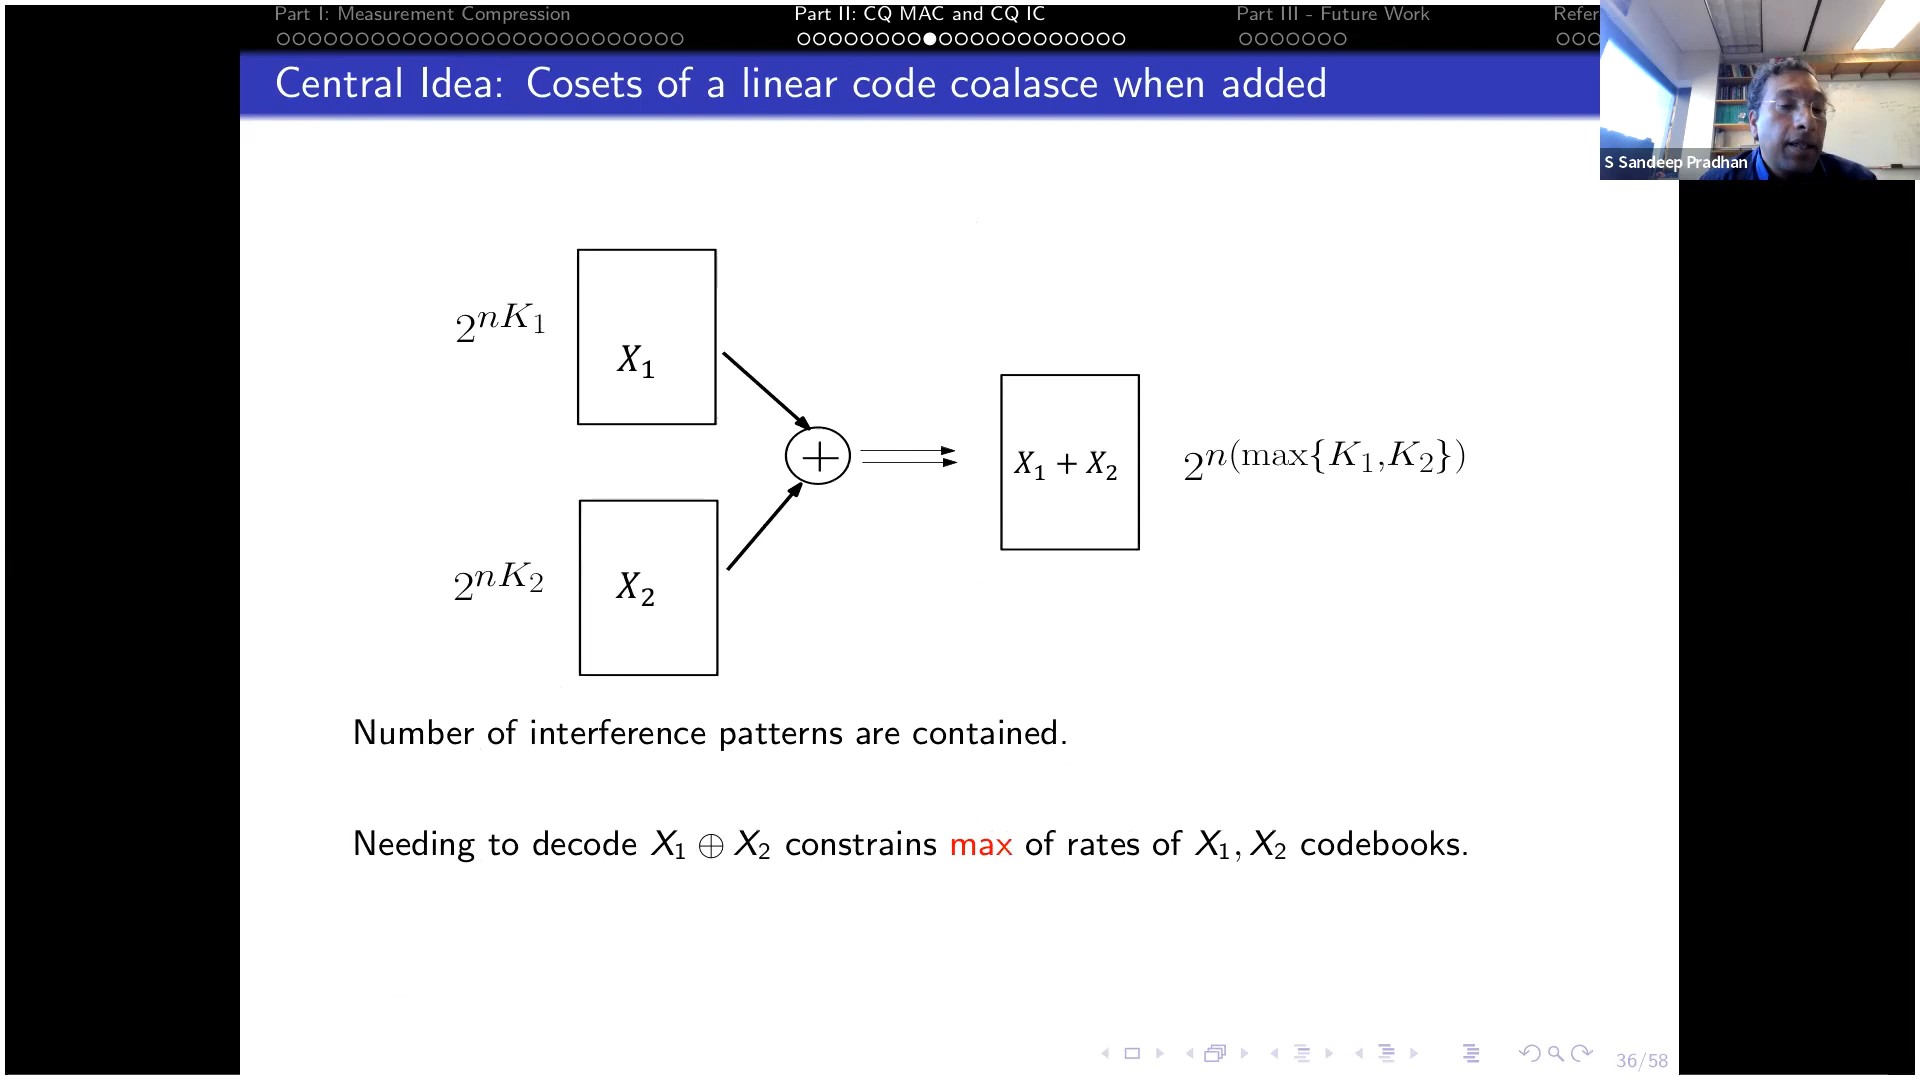 Part I: Measurement Compression Part II: CQ MAC and CQ IC Part III - Future Work Refer
Central Idea: Cosets of a linear code coalasce when added
S Sandeep Pradhan
2^{nK_1}
X_1
+
X_1 + X_2
2^{n(max{K_1,K_2})}
2^{nK_2}
X_2
Number of interference patterns are contained.
Needing to decode X_1 ⊕ X_2 constrains max of rates of X_1, X_2 codebooks.
36/58